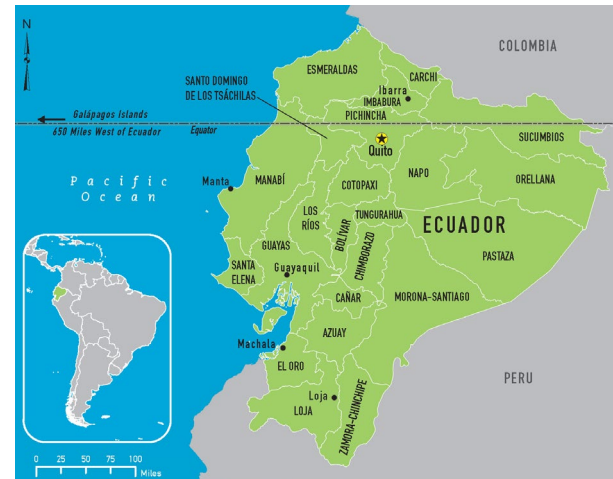 N
COLOMBIA
ESMERALDAS
CARCHI
SANTO DOMINGO
DE LOS TSÁCHILAS
Ibarra
IMBABURA
PICHINCHA
Galápagos Islands
650 Miles West of Ecuador
Equator
SUCUMBIOS
Quito
Pacific
Ocean
Manta
MANABÍ
COTOPAXI
NAPO
ORELLANA
LOS
RÍOS
BOLÍVAR
TUNGURAHUA
ECUADOR
CHIMBORAZO
GUAYAS
PASTAZA
SANTA
ELENA
Guayaquil
CAÑAR
MORONA-SANTIAGO
AZUAY
Machala
EL ORO
PERU
Loja
LOJA
ZAMORA-CHINCHIPE
0 25 50 75 100
Miles